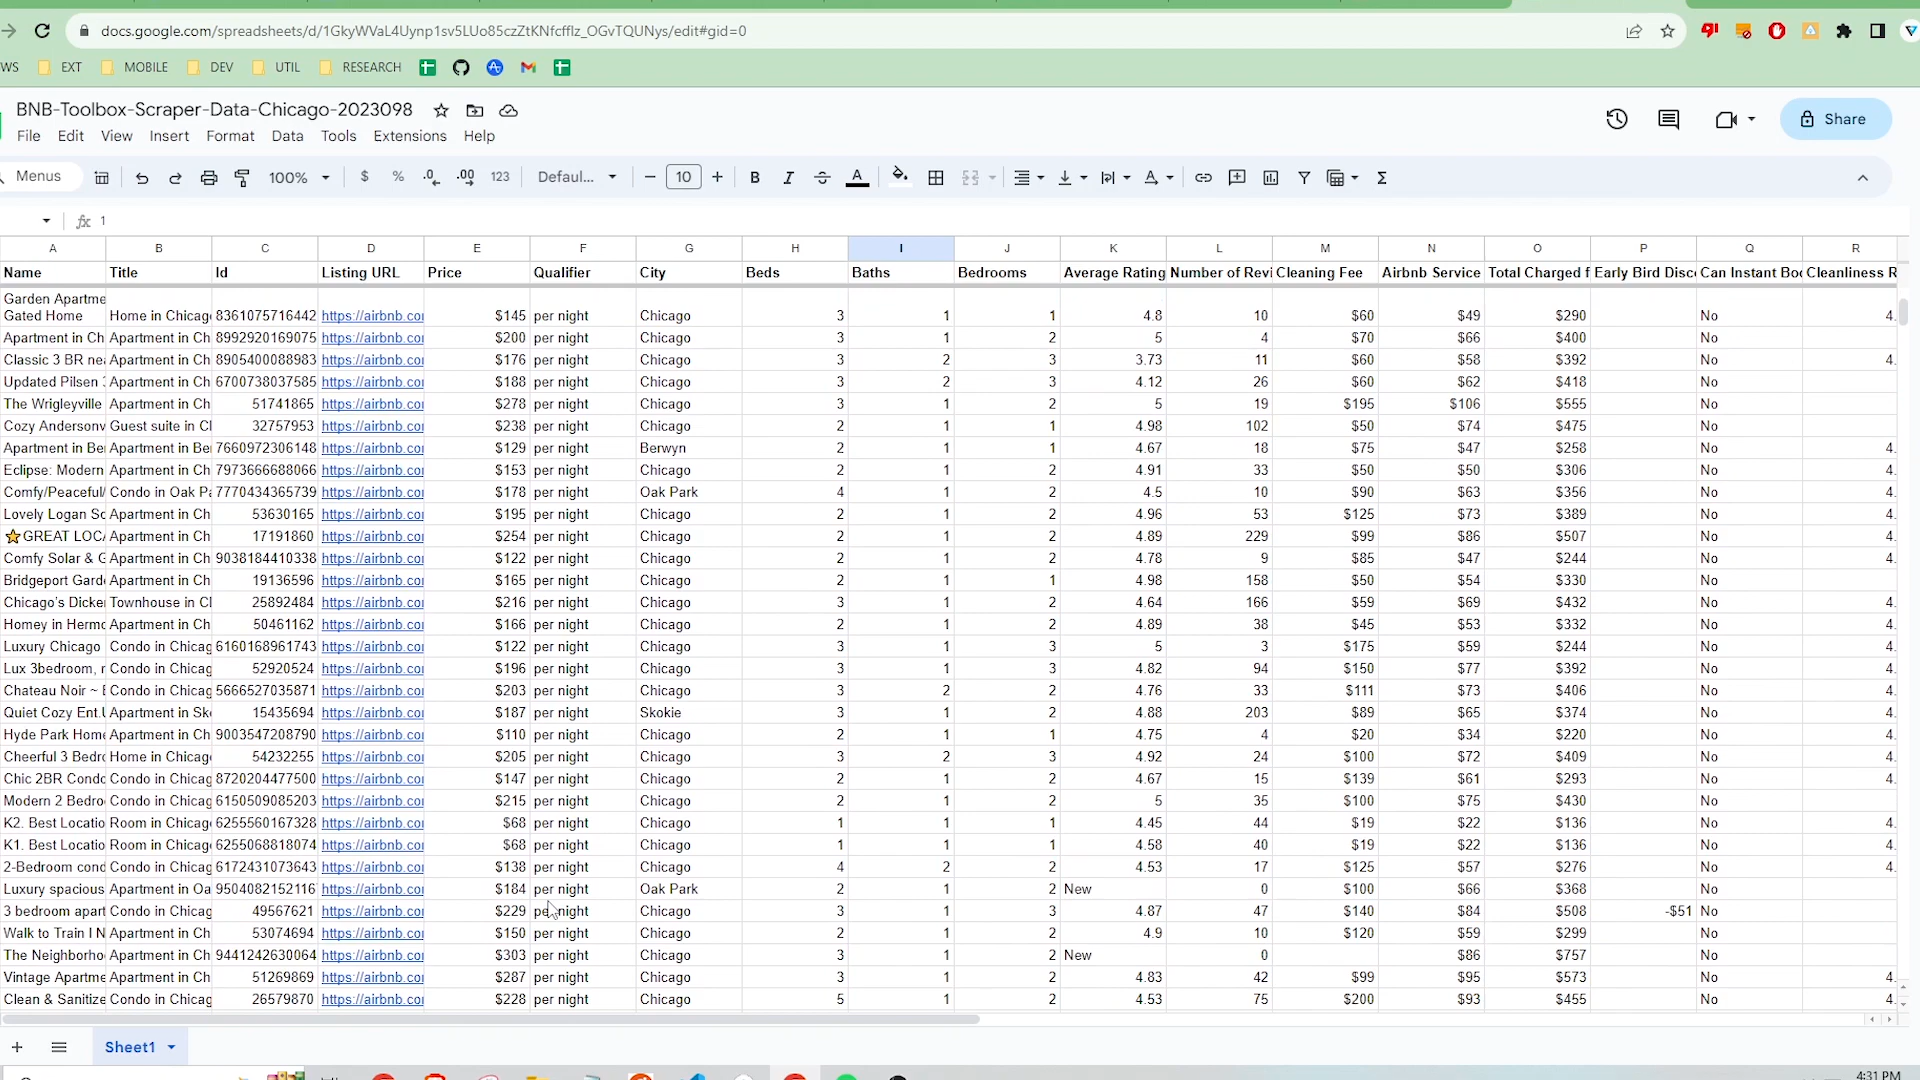 docs.google.com/spreadsheets/d/1GkyWVaL4Uynp1sv5LUo85czZtKNfcfflz_OGvTQUNys/edit#gid=0
WS EXT MOBILE DEV UTIL RESEARCH
BNB-Toolbox-Scraper-Data-Chicago-2023098
File Edit View Insert Format Data Tools Extensions Help
Share
Menus 100% $ % .0 .00 123 Defaul... 10 B I A
fx 1
A B C D E F G H I J K L M N O P Q R
Name Title Id Listing URL Price Qualifier City Beds Baths Bedrooms Average Rating Number of Revi Cleaning Fee Airbnb Service Total Charged f Early Bird Disc Can Instant Boo Cleanliness R
Garden Apartme
Gated Home Home in Chicago 8361075716442 https://airbnb.co $145 per night Chicago 3 1 1 4.8 10 $60 $49 $290 No 4.
Apartment in Ch Apartment in Ch 8992920169075 https://airbnb.co $200 per night Chicago 3 1 2 5 4 $70 $66 $400 No
Classic 3 BR nea Apartment in Ch 8905400088983 https://airbnb.co $176 per night Chicago 3 2 3 3.73 11 $60 $58 $392 No 4.
Updated Pilsen Apartment in Ch 6700738037585 https://airbnb.co $188 per night Chicago 3 2 3 4.12 26 $60 $62 $418 No
The Wrigleyville Apartment in Ch 51741865 https://airbnb.co $278 per night Chicago 3 1 2 5 19 $195 $106 $555 No
Cozy Andersonv Guest suite in Cl 32757953 https://airbnb.co $238 per night Chicago 2 1 1 4.98 102 $50 $74 $475 No
Apartment in Ber Apartment in Ber 7660972306148 https://airbnb.co $129 per night Berwyn 2 1 1 4.67 18 $75 $47 $258 No 4.
Eclipse: Modern Apartment in Ch 7973666688066 https://airbnb.co $153 per night Chicago 2 1 2 4.91 33 $50 $50 $306 No 4.
Comfy/Peaceful/ Condo in Oak Pa 7770434365739 https://airbnb.co $178 per night Oak Park 4 1 2 4.5 10 $90 $63 $356 No 4.
Lovely Logan Sc Apartment in Ch 53630165 https://airbnb.co $195 per night Chicago 2 1 2 4.96 53 $125 $73 $389 No 4.
⭐GREAT LOCA Apartment in Ch 17191860 https://airbnb.co $254 per night Chicago 2 1 2 4.89 229 $99 $86 $507 No 4.
Comfy Solar & G Apartment in Ch 9038184410338 https://airbnb.co $122 per night Chicago 2 1 2 4.78 9 $85 $47 $244 No 4.
Bridgeport Garde Apartment in Ch 19136596 https://airbnb.co $165 per night Chicago 2 1 1 4.98 158 $50 $54 $330 No
Chicago's Dicker Townhouse in Cl 25892484 https://airbnb.co $216 per night Chicago 3 1 2 4.64 166 $59 $69 $432 No 4.
Homey in Hermo Apartment in Ch 50461162 https://airbnb.co $166 per night Chicago 2 1 2 4.89 38 $45 $53 $332 No 4.
Luxury Chicago Condo in Chicag 6160168961743 https://airbnb.co $122 per night Chicago 3 1 3 5 3 $175 $59 $244 No 4.
Lux 3bedroom, r Condo in Chicag 52920524 https://airbnb.co $196 per night Chicago 3 1 3 4.82 94 $150 $77 $392 No 4.
Chateau Noir ~ E Condo in Chicag 5666527035871 https://airbnb.co $203 per night Chicago 3 2 2 4.76 33 $111 $73 $406 No 4.
Quiet Cozy Ent.U Apartment in Sko 15435694 https://airbnb.co $187 per night Skokie 3 1 2 4.88 203 $89 $65 $374 No 4.
Hyde Park Home Apartment in Ch 9003547208790 https://airbnb.co $110 per night Chicago 2 1 1 4.75 4 $20 $34 $220 No 4.
Cheerful 3 Bedro Home in Chicago 54232255 https://airbnb.co $205 per night Chicago 3 2 3 4.92 24 $100 $72 $409 No 4.
Chic 2BR Condo Condo in Chicag 8720204477500 https://airbnb.co $147 per night Chicago 2 1 2 4.67 15 $139 $61 $293 No 4.
Modern 2 Bedro Condo in Chicag 6150509085203 https://airbnb.co $215 per night Chicago 2 1 2 5 35 $100 $75 $430 No
K2. Best Locatio Room in Chicago 6255560167328 https://airbnb.co $68 per night Chicago 1 1 1 4.45 44 $19 $22 $136 No 4.
K1. Best Locatio Room in Chicago 6255068818074 https://airbnb.co $68 per night Chicago 1 1 1 4.58 40 $19 $22 $136 No 4.
2-Bedroom cond Condo in Chicag 6172431073643 https://airbnb.co $138 per night Chicago 4 2 2 4.53 17 $125 $57 $276 No 4.
Luxury spacious Apartment in Oa 9504082152116 https://airbnb.co $184 per night Oak Park 2 1 2 New 0 $100 $66 $368 No
3 bedroom apart Condo in Chicag 49567621 https://airbnb.co $229 per night Chicago 3 1 3 4.87 47 $140 $84 $508 -$51 No
Walk to Train I N Apartment in Ch 53074694 https://airbnb.co $150 per night Chicago 2 1 2 4.9 10 $120 $59 $299 No
The Neighborho Apartment in Ch 9441242630064 https://airbnb.co $303 per night Chicago 3 1 2 New 0 $86 $757 No
Vintage Apartme Apartment in Ch 51269869 https://airbnb.co $287 per night Chicago 3 1 2 4.83 42 $99 $95 $573 No 4.
Clean & Sanitize Condo in Chicag 26579870 https://airbnb.co $228 per night Chicago 5 1 2 4.53 75 $200 $93 $455 No 4.
Sheet1
4:31 PM